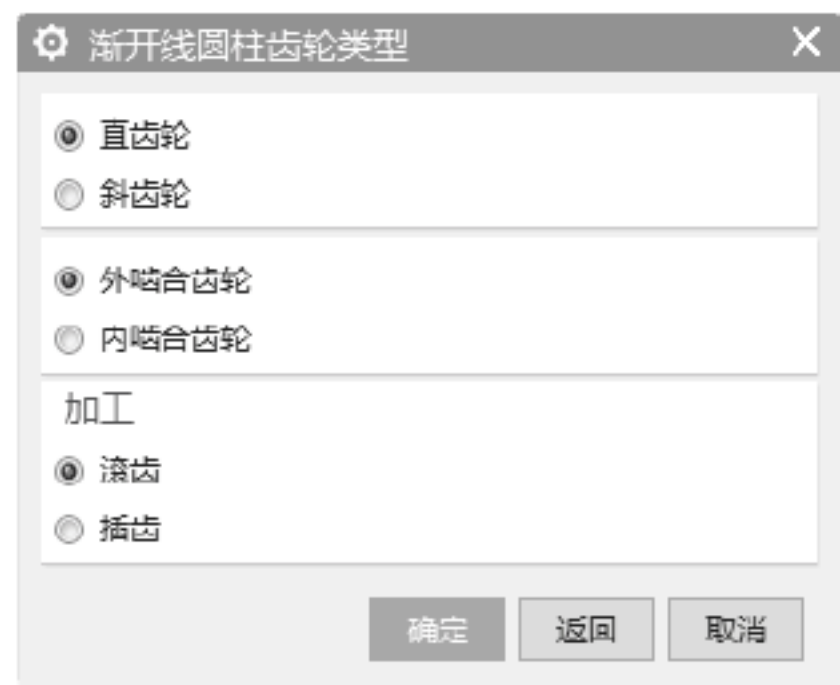 渐开线圆柱齿轮类型
直齿轮
斜齿轮
外啮合齿轮
内啮合齿轮
加工
滚齿
插齿
确定 返回 取消